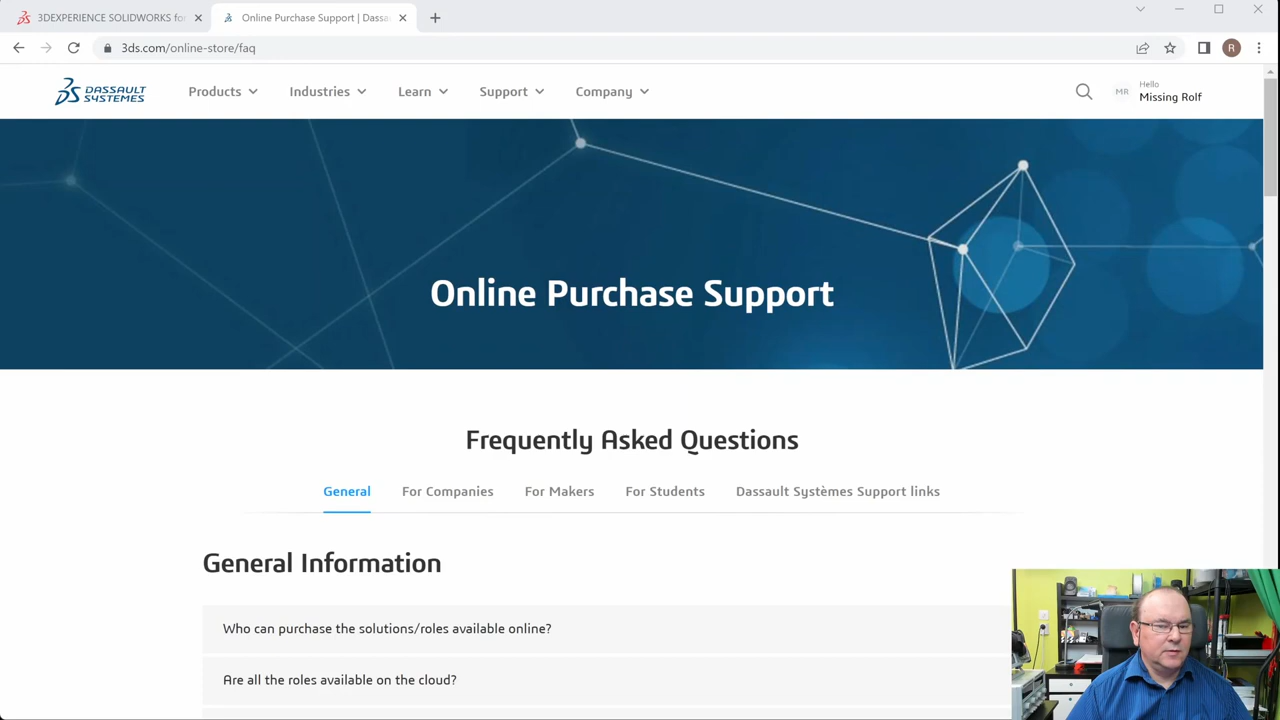 3DEXPERIENCE SOLIDWORKS for
Online Purchase Support | Dassa
3ds.com/online-store/faq
R
DASSAULT
SYSTEMES
Products
Industries
Learn
Support
Company
MR
Hello
Missing Rolf
Online Purchase Support
Frequently Asked Questions
General
For Companies
For Makers
For Students
Dassault Systèmes Support links
General Information
Who can purchase the solutions/roles available online?
Are all the roles available on the cloud?